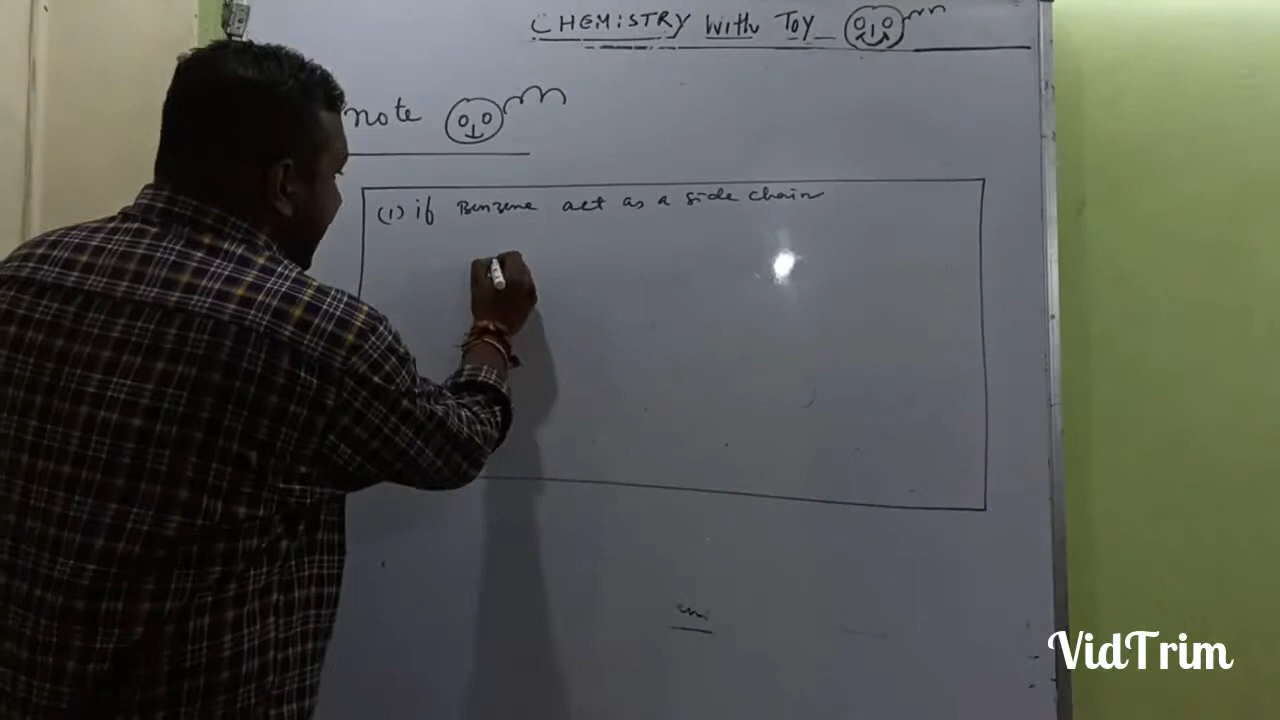 CHEMISTRY With Toy
note
(1) if Benzene act as a side chain
VidTrim